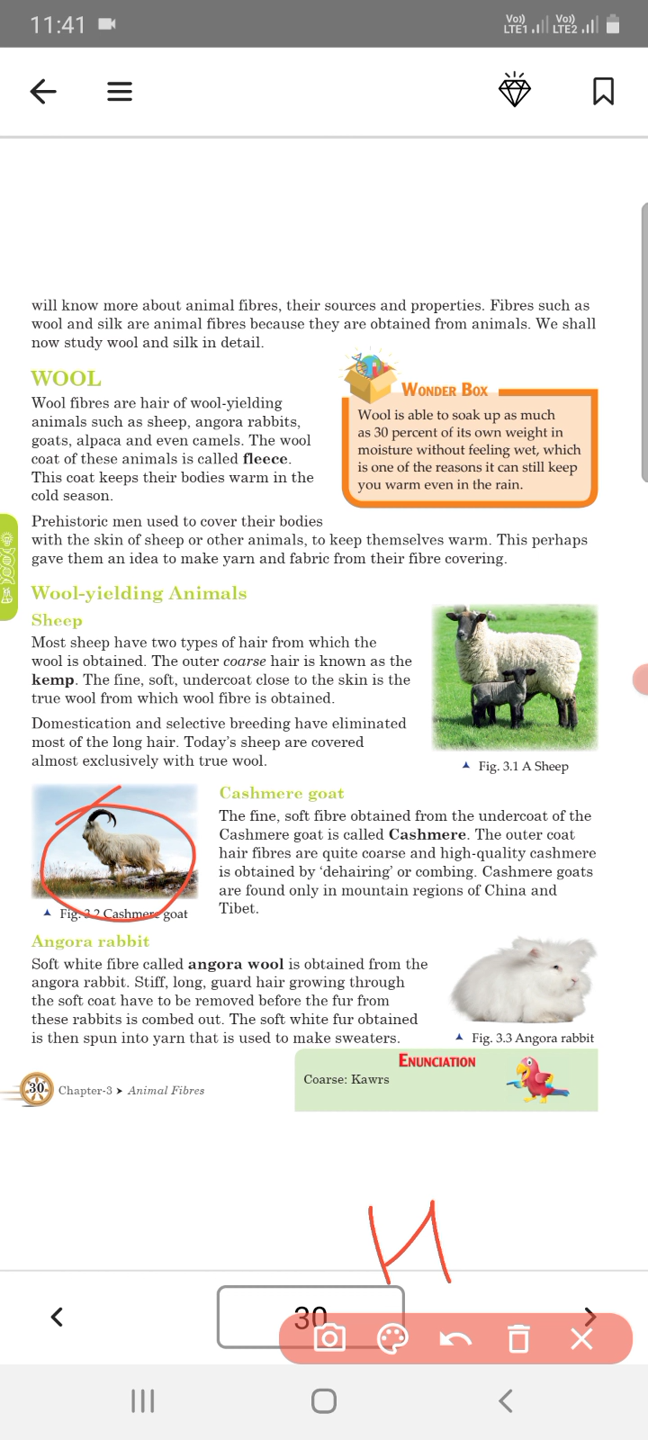 11:41
Vo)) LTE1 Vo)) LTE2
will know more about animal fibres, their sources and properties. Fibres such as
wool and silk are animal fibres because they are obtained from animals. We shall
now study wool and silk in detail.
WOOL
Wool fibres are hair of wool-yielding
animals such as sheep, angora rabbits,
goats, alpaca and even camels. The wool
coat of these animals is called fleece.
This coat keeps their bodies warm in the
cold season.
WONDER BOX
Wool is able to soak up as much
as 30 percent of its own weight in
moisture without feeling wet, which
is one of the reasons it can still keep
you warm even in the rain.
Prehistoric men used to cover their bodies
with the skin of sheep or other animals, to keep themselves warm. This perhaps
gave them an idea to make yarn and fabric from their fibre covering.
Wool-yielding Animals
Sheep
Most sheep have two types of hair from which the
wool is obtained. The outer coarse hair is known as the
kemp. The fine, soft, undercoat close to the skin is the
true wool from which wool fibre is obtained.
Domestication and selective breeding have eliminated
most of the long hair. Today's sheep are covered
almost exclusively with true wool.
Fig. 3.1 A Sheep
Fig. 3.2 Cashmere goat
Cashmere goat
The fine, soft fibre obtained from the undercoat of the
Cashmere goat is called Cashmere. The outer coat
hair fibres are quite coarse and high-quality cashmere
is obtained by 'dehairing' or combing. Cashmere goats
are found only in mountain regions of China and
Tibet.
Angora rabbit
Soft white fibre called angora wool is obtained from the
angora rabbit. Stiff, long, guard hair growing through
the soft coat have to be removed before the fur from
these rabbits is combed out. The soft white fur obtained
is then spun into yarn that is used to make sweaters.
Fig. 3.3 Angora rabbit
ENUNCIATION
Coarse: Kawrs
30 Chapter-3 ➤ Animal Fibres
30